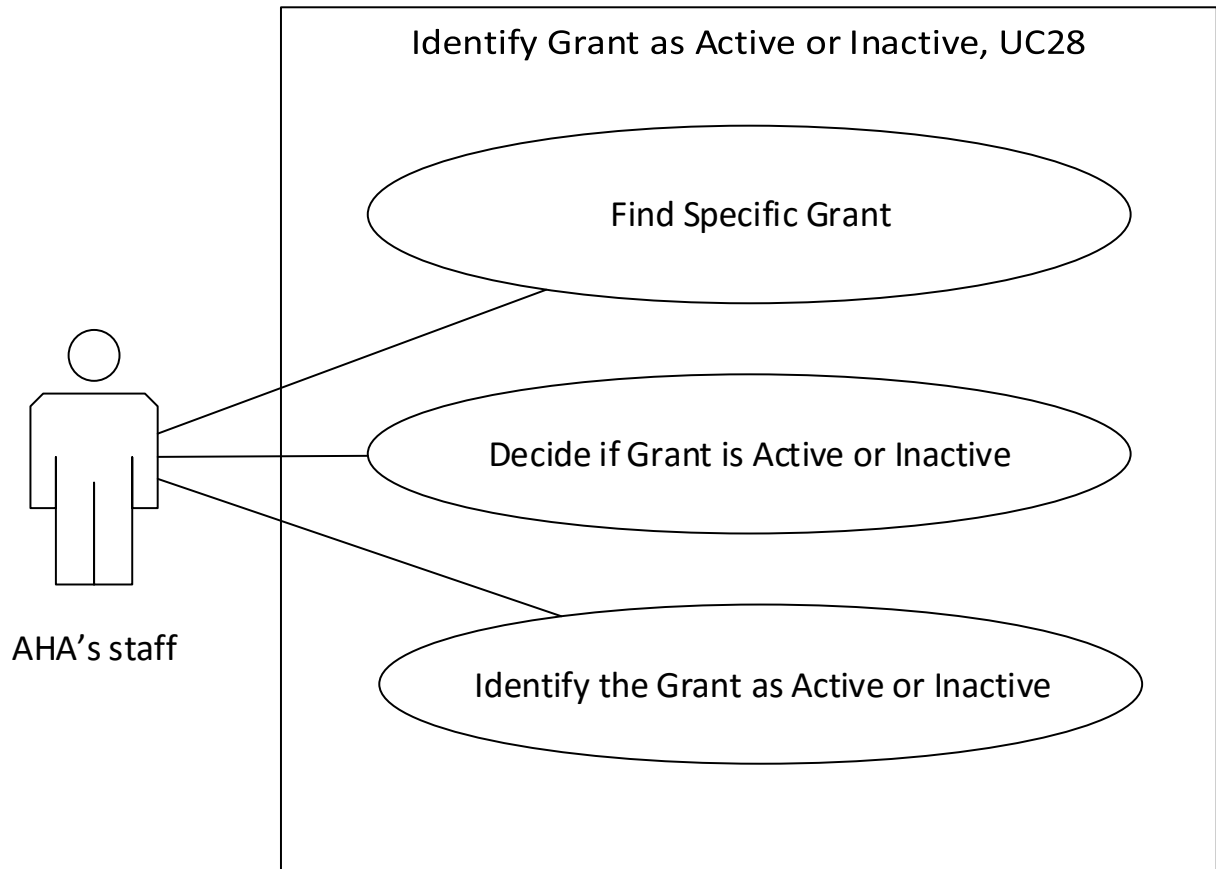 Identify Grant as Active or Inactive, UC28
Find Specific Grant
Decide if Grant is Active or Inactive
AHA’s staff
Identify the Grant as Active or Inactive